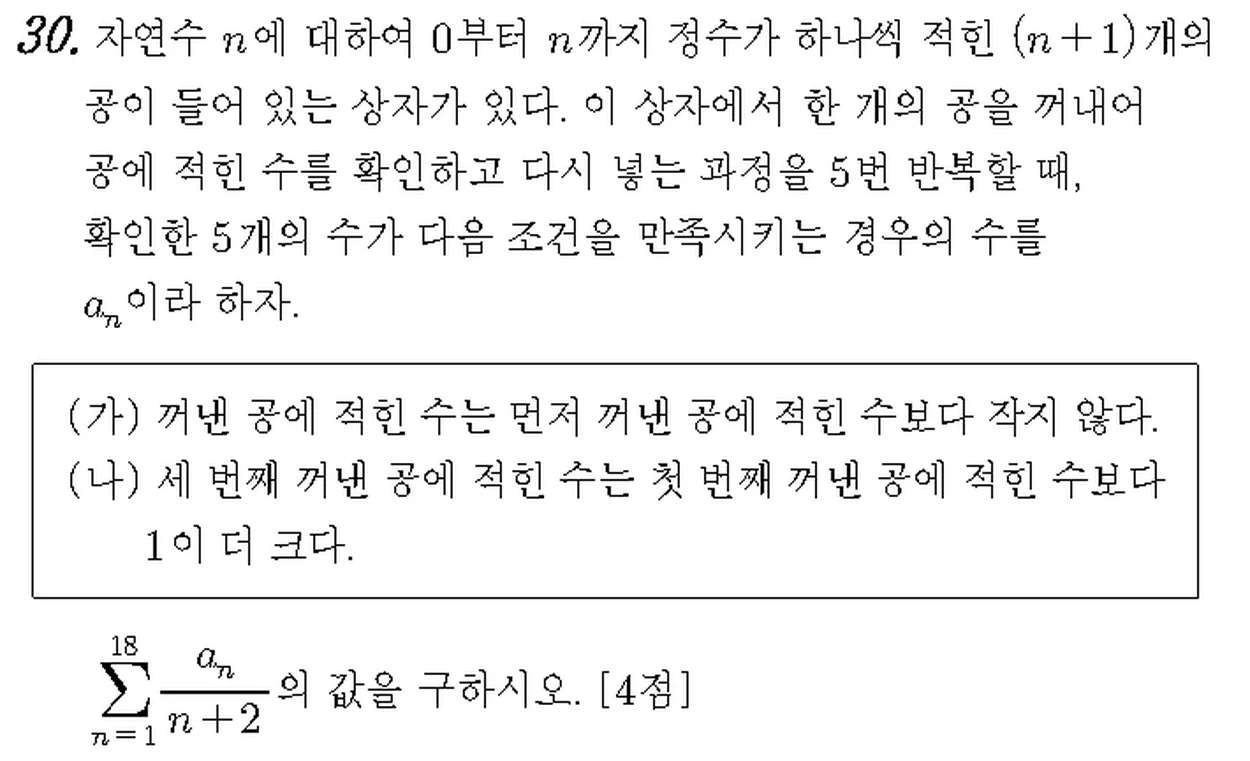 30. 자연수 n에 대하여 0부터 n까지 정수가 하나씩 적힌 (n+1)개의
공이 들어 있는 상자가 있다. 이 상자에서 한 개의 공을 꺼내어
공에 적힌 수를 확인하고 다시 넣는 과정을 5번 반복할 때,
확인한 5개의 수가 다음 조건을 만족시키는 경우의 수를
aₙ이라 하자.
(가) 꺼낸 공에 적힌 수는 먼저 꺼낸 공에 적힌 수보다 작지 않다.
(나) 세 번째 꺼낸 공에 적힌 수는 첫 번째 꺼낸 공에 적힌 수보다
1이 더 크다.
∑_{n=1}^{18} aₙ/(n+2) 의 값을 구하시오. [4점]